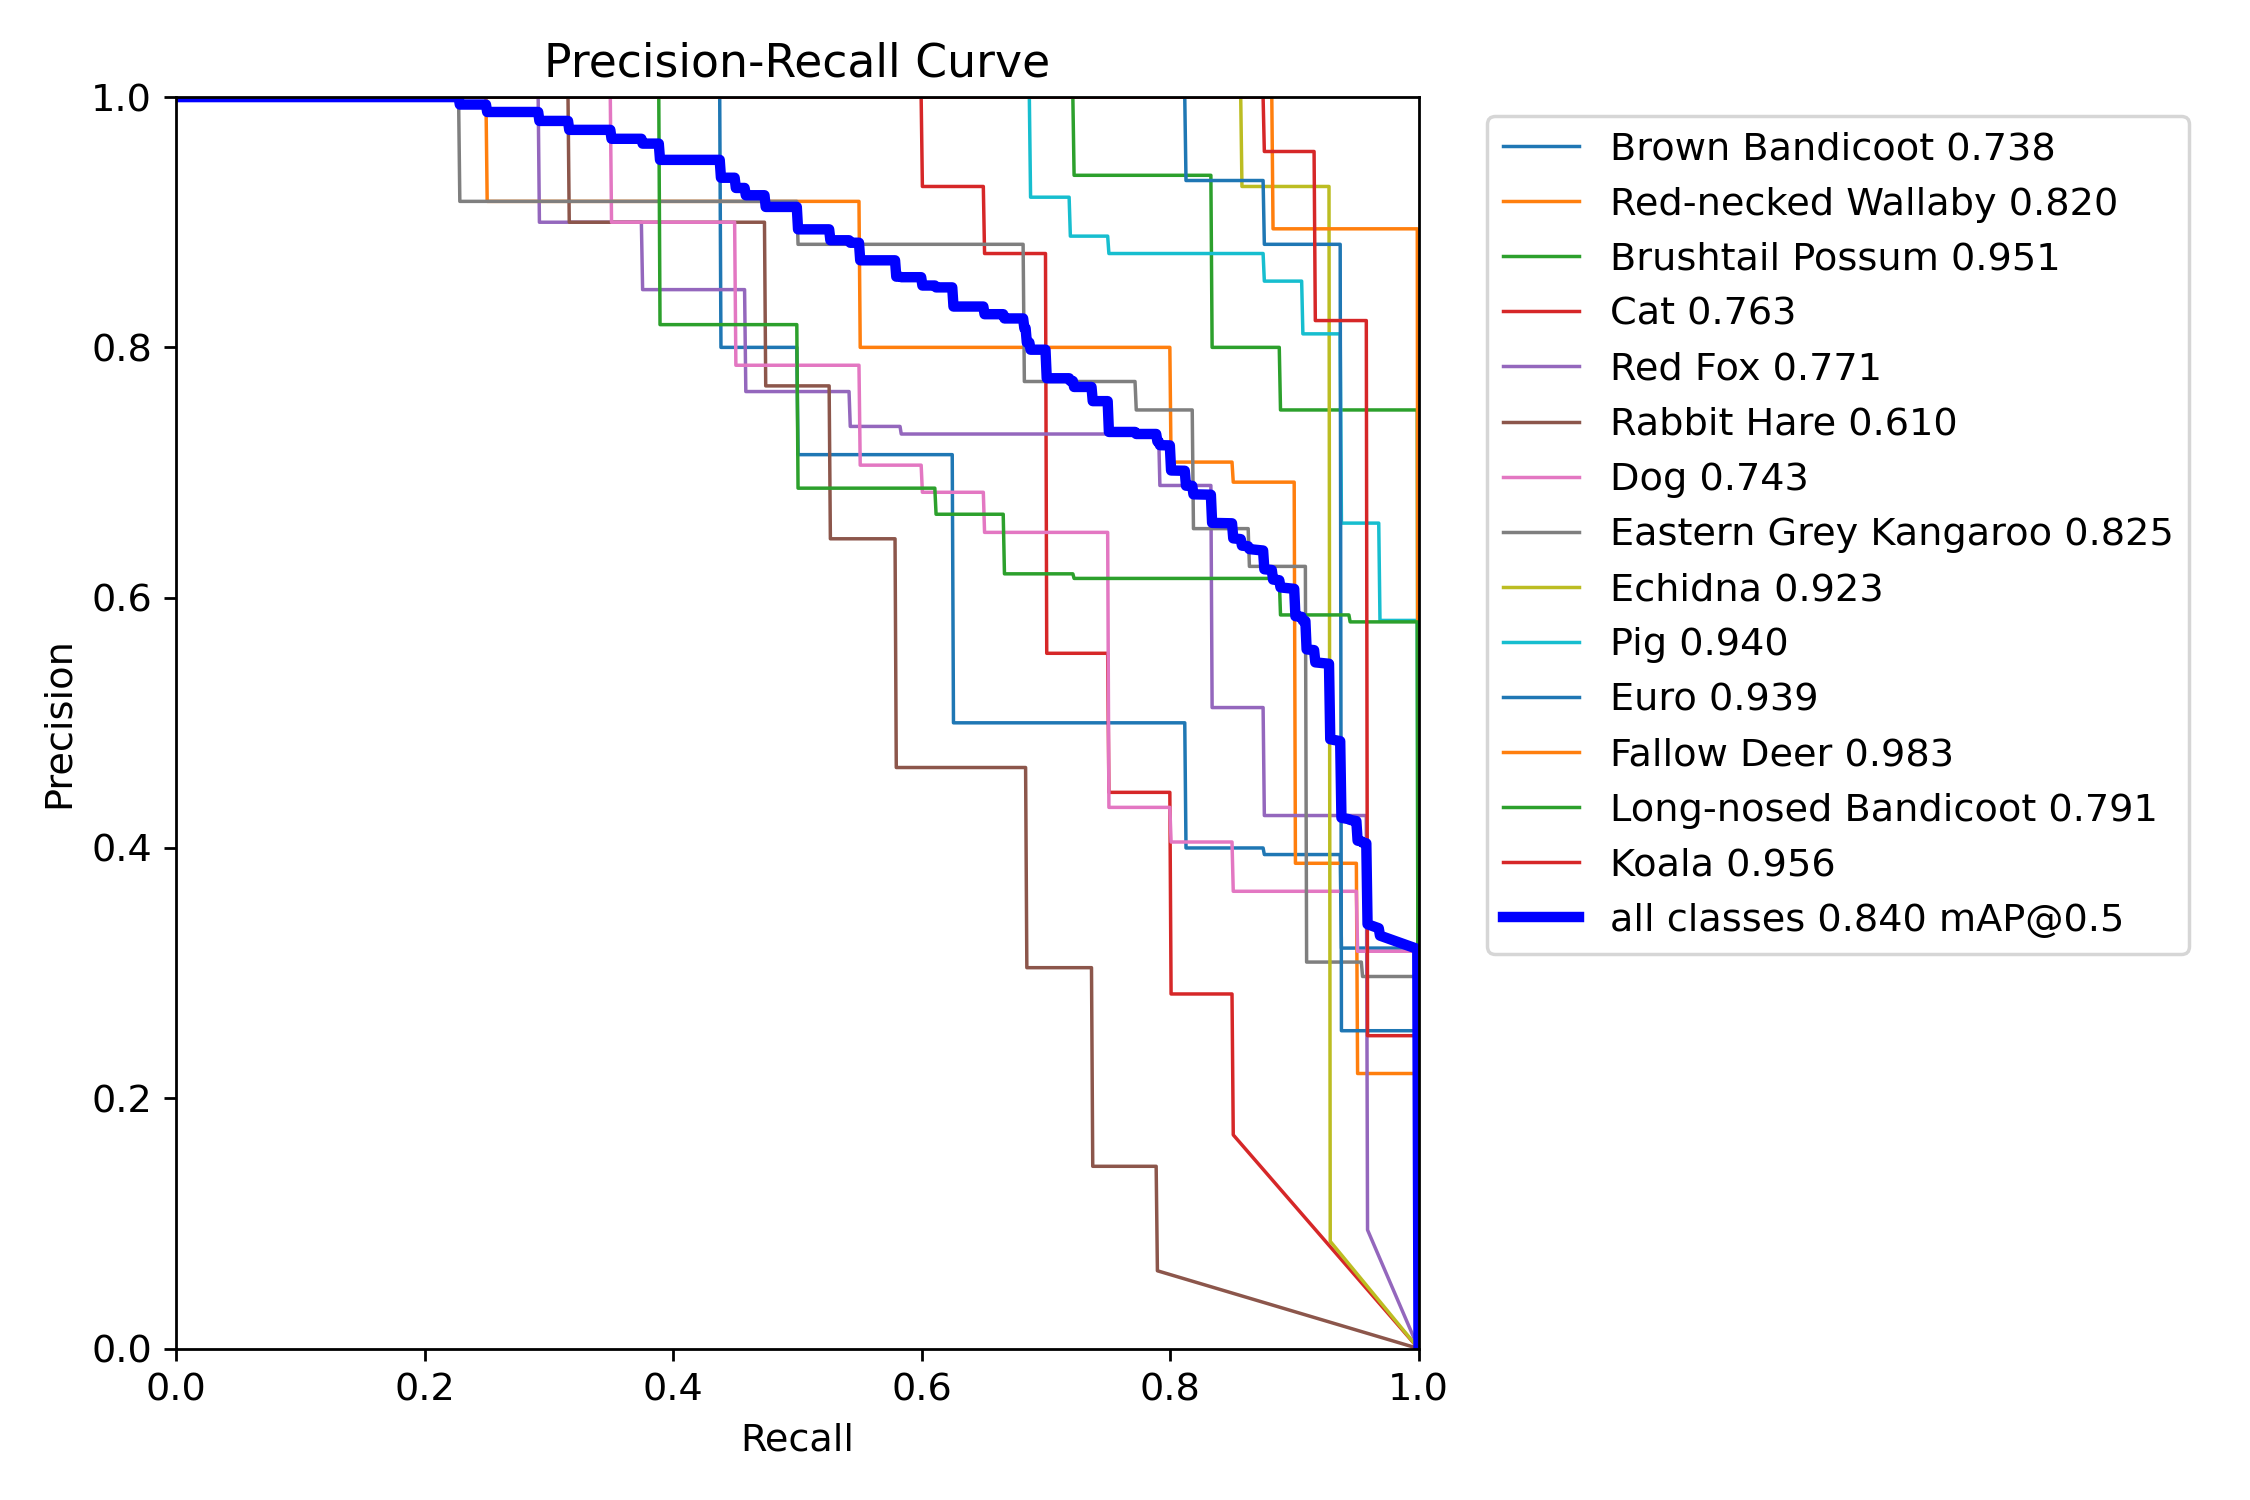 Precision-Recall Curve
1.0
0.8
0.6
0.4
0.2
0.0
Precision
0.0 0.2 0.4 0.6 0.8 1.0
Recall
Brown Bandicoot 0.738
Red-necked Wallaby 0.820
Brushtail Possum 0.951
Cat 0.763
Red Fox 0.771
Rabbit Hare 0.610
Dog 0.743
Eastern Grey Kangaroo 0.825
Echidna 0.923
Pig 0.940
Euro 0.939
Fallow Deer 0.983
Long-nosed Bandicoot 0.791
Koala 0.956
all classes 0.840 mAP@0.5